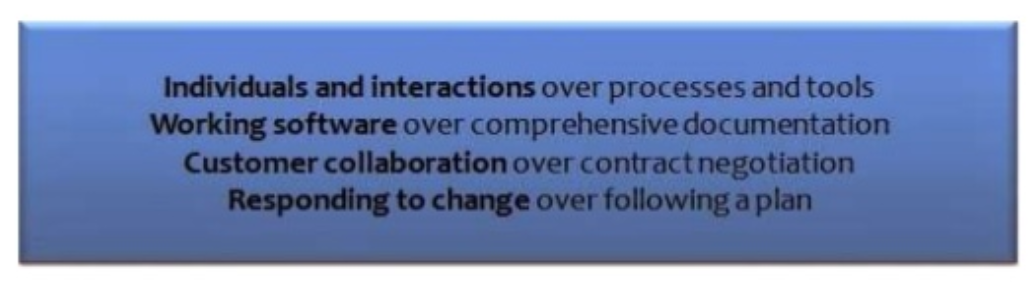 Individuals and interactions over processes and tools
Working software over comprehensive documentation
Customer collaboration over contract negotiation
Responding to change over following a plan